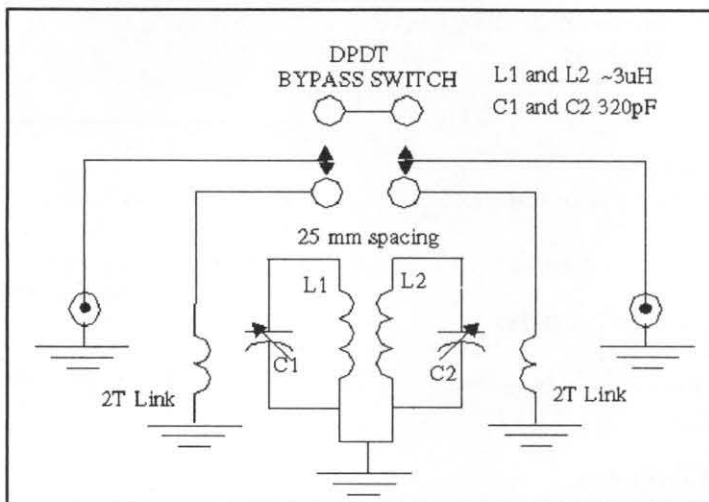 DPDT
BYPASS SWITCH
L1 and L2 ~3uH
C1 and C2 320pF
25 mm spacing
L1
L2
C1
C2
2T Link
2T Link